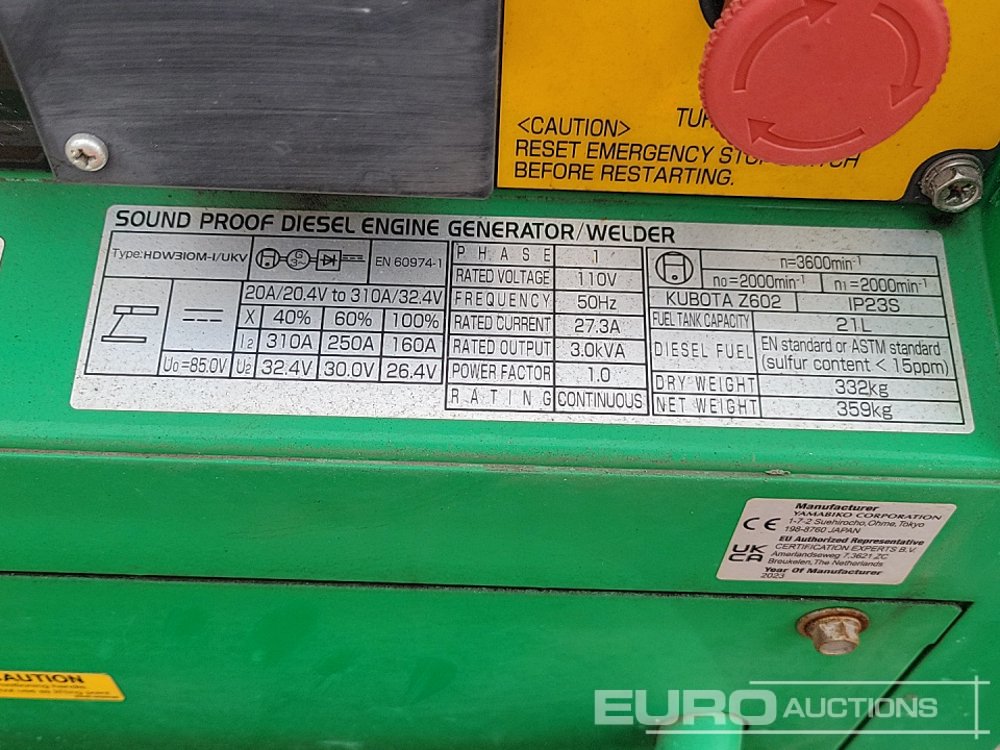 <CAUTION> TUR
RESET EMERGENCY STOP SWITCH
BEFORE RESTARTING.
SOUND PROOF DIESEL ENGINE GENERATOR/WELDER
Type:HDW310M-I/UKV
G
3~
EN 60974-1
20A/20.4V to 310A/32.4V
X 40% 60% 100%
I2 310A 250A 160A
U0=85.0V U2 32.4V 30.0V 26.4V
PHASE 1
RATED VOLTAGE 110V
FREQUENCY 50Hz
RATED CURRENT 27.3A
RATED OUTPUT 3.0kVA
POWER FACTOR 1.0
RATING CONTINUOUS
n=3600min-1
n0=2000min-1 n1=2000min-1
KUBOTA Z602 IP23S
FUEL TANK CAPACITY 21L
DIESEL FUEL EN standard or ASTM standard
(sulfur content < 15ppm)
DRY WEIGHT 332kg
NET WEIGHT 359kg
Manufacturer
YAMABIKO CORPORATION
1-7-2 Suehirocho, Ohme, Tokyo
198-8760 JAPAN
EU Authorized Representative
CERTIFICATION EXPERTS B.V.
Amerlandseweg 7,3621 ZC
Breukelen, The Netherlands
Year Of Manufacturer
2023
CE
UK
CA
CAUTION
EURO AUCTIONS